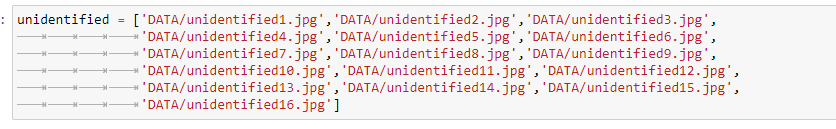 : unidentified = ['DATA/unidentified1.jpg','DATA/unidentified2.jpg','DATA/unidentified3.jpg',
'DATA/unidentified4.jpg','DATA/unidentified5.jpg','DATA/unidentified6.jpg',
'DATA/unidentified7.jpg','DATA/unidentified8.jpg','DATA/unidentified9.jpg',
'DATA/unidentified10.jpg','DATA/unidentified11.jpg','DATA/unidentified12.jpg',
'DATA/unidentified13.jpg','DATA/unidentified14.jpg','DATA/unidentified15.jpg',
'DATA/unidentified16.jpg']